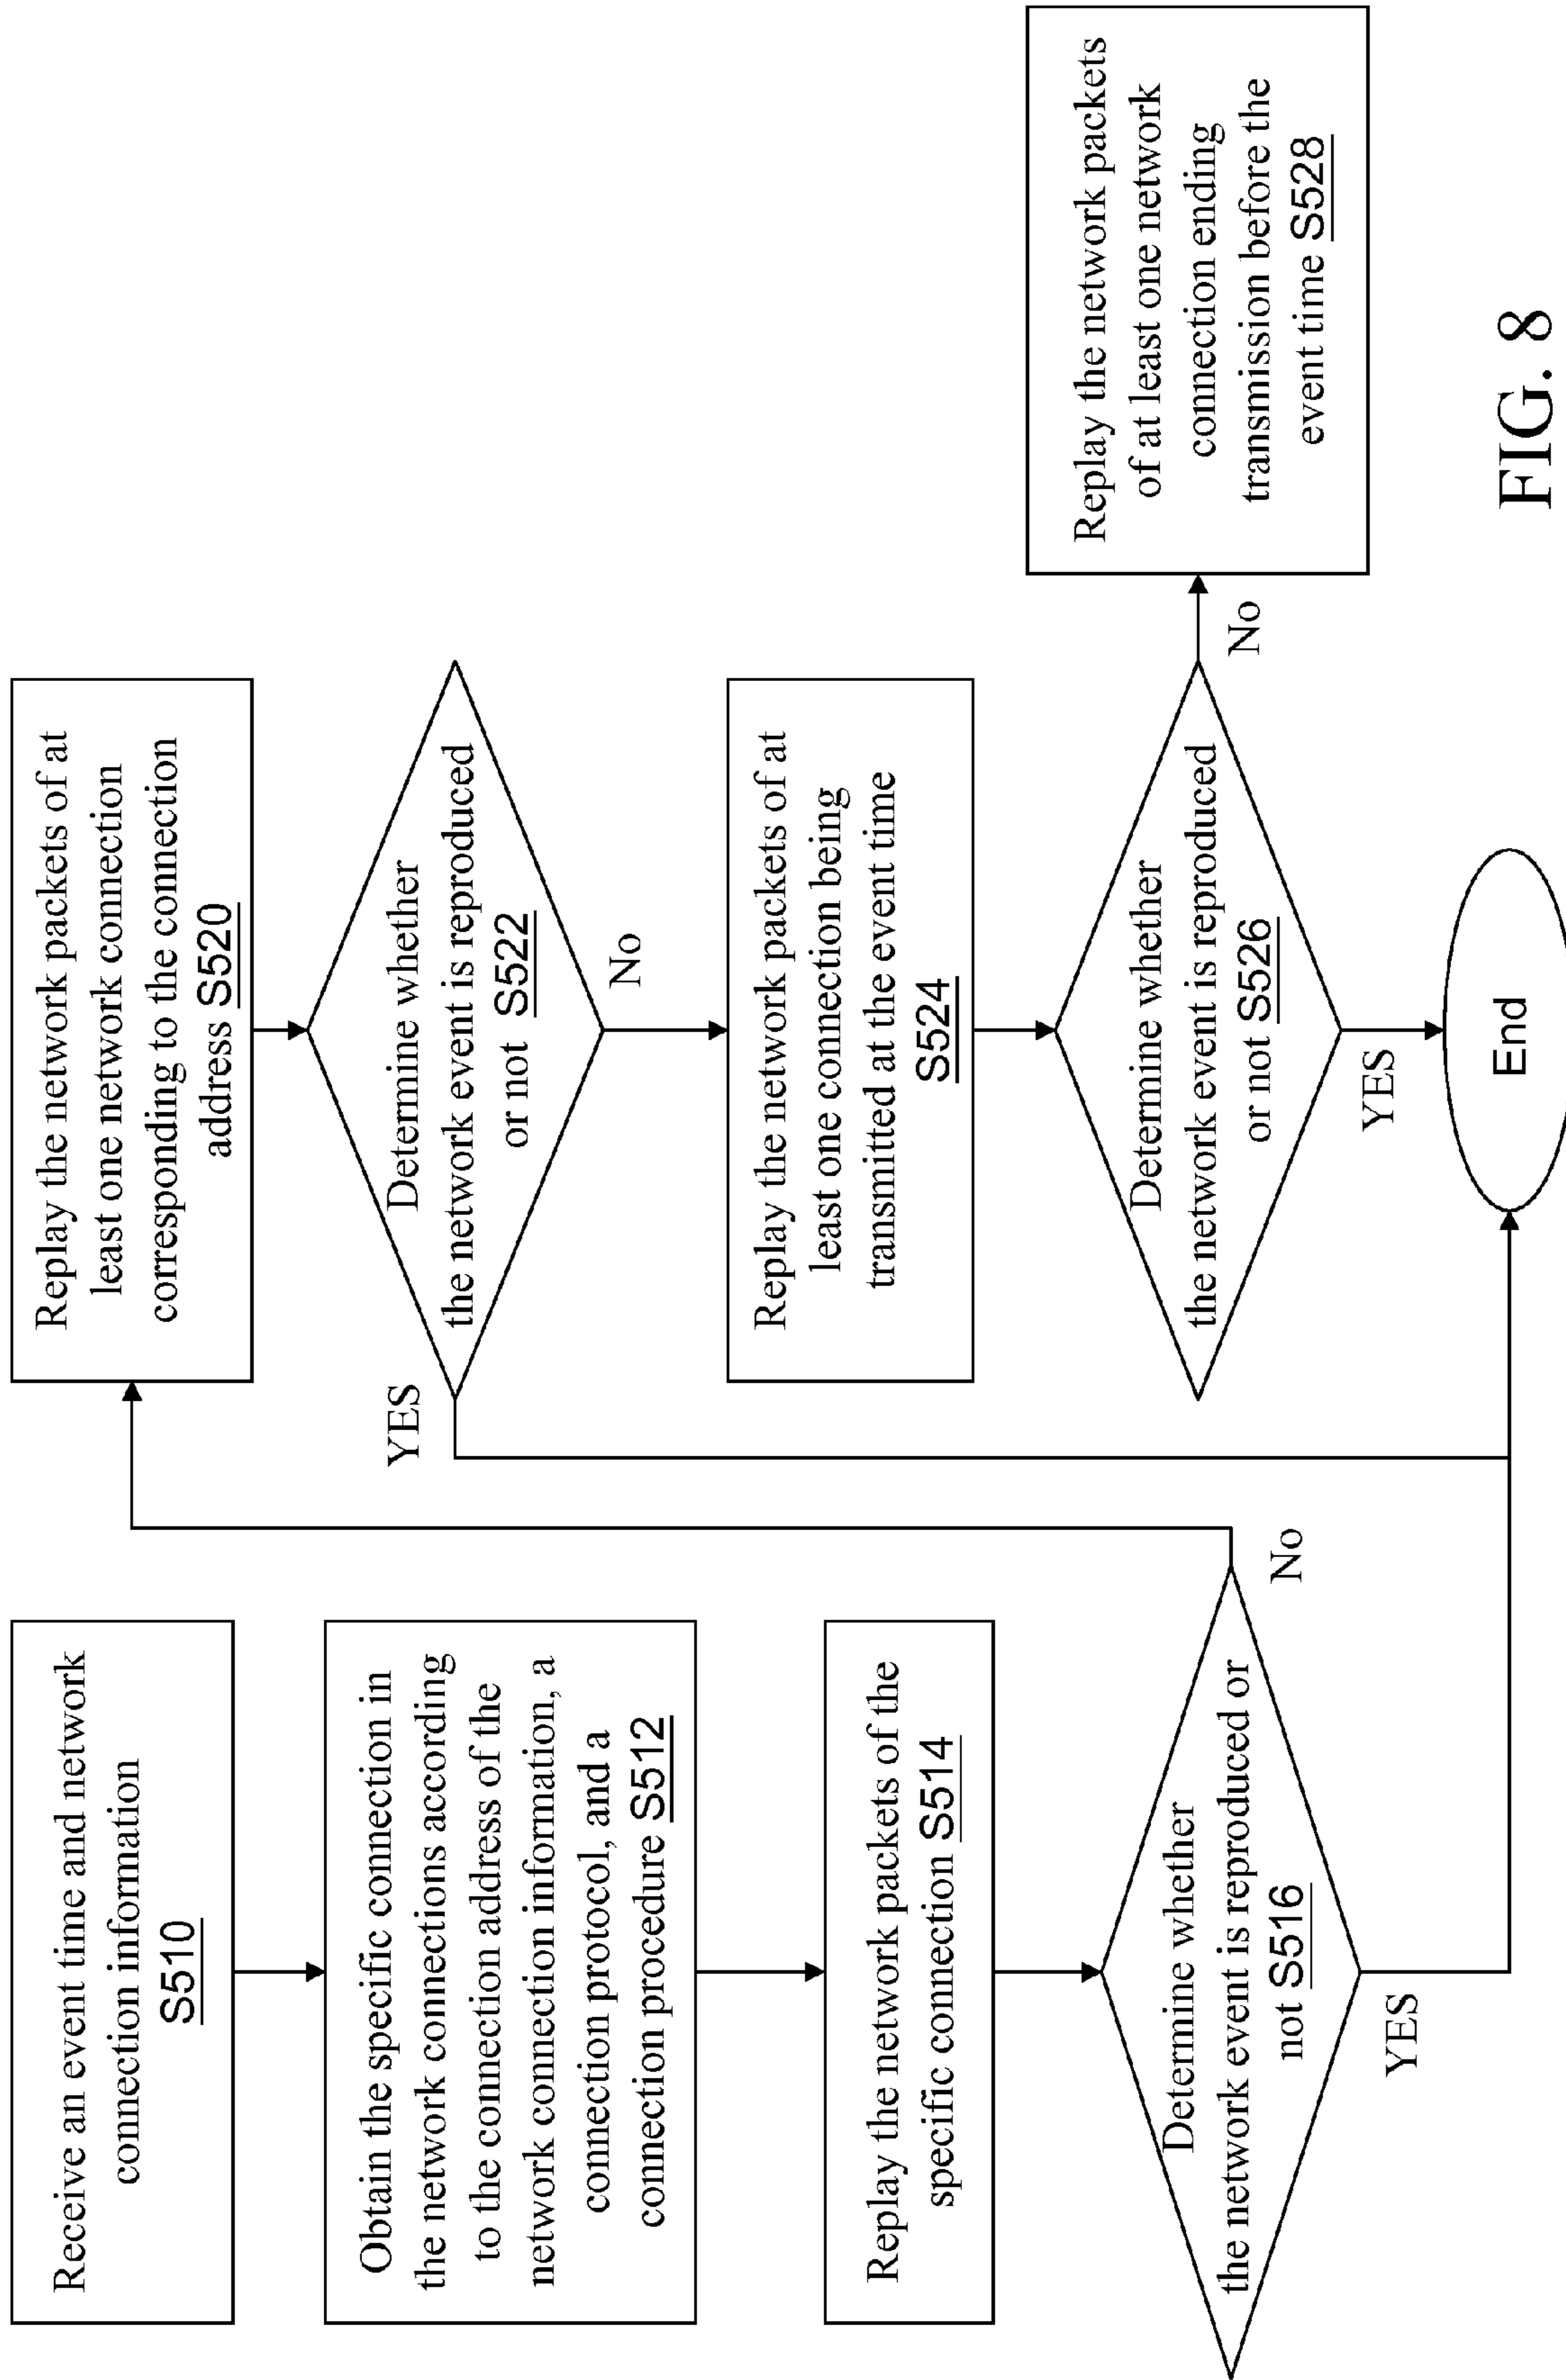 Receive an event time and network
connection information
S510
Obtain the specific connection in
the network connections according
to the connection address of the
network connection information, a
connection protocol, and a
connection procedure S512
Replay the network packets of the
specific connection S514
Determine whether
the network event is reproduced or
not S516
No
YES
Replay the network packets of at
least one network connection
corresponding to the connection
address S520
Determine whether
the network event is reproduced
or not S522
YES
No
Replay the network packets of at
least one connection being
transmitted at the event time
S524
Determine whether
the network event is reproduced
or not S526
No
YES
End
Replay the network packets
of at least one network
connection ending
transmission before the
event time S528
FIG. 8